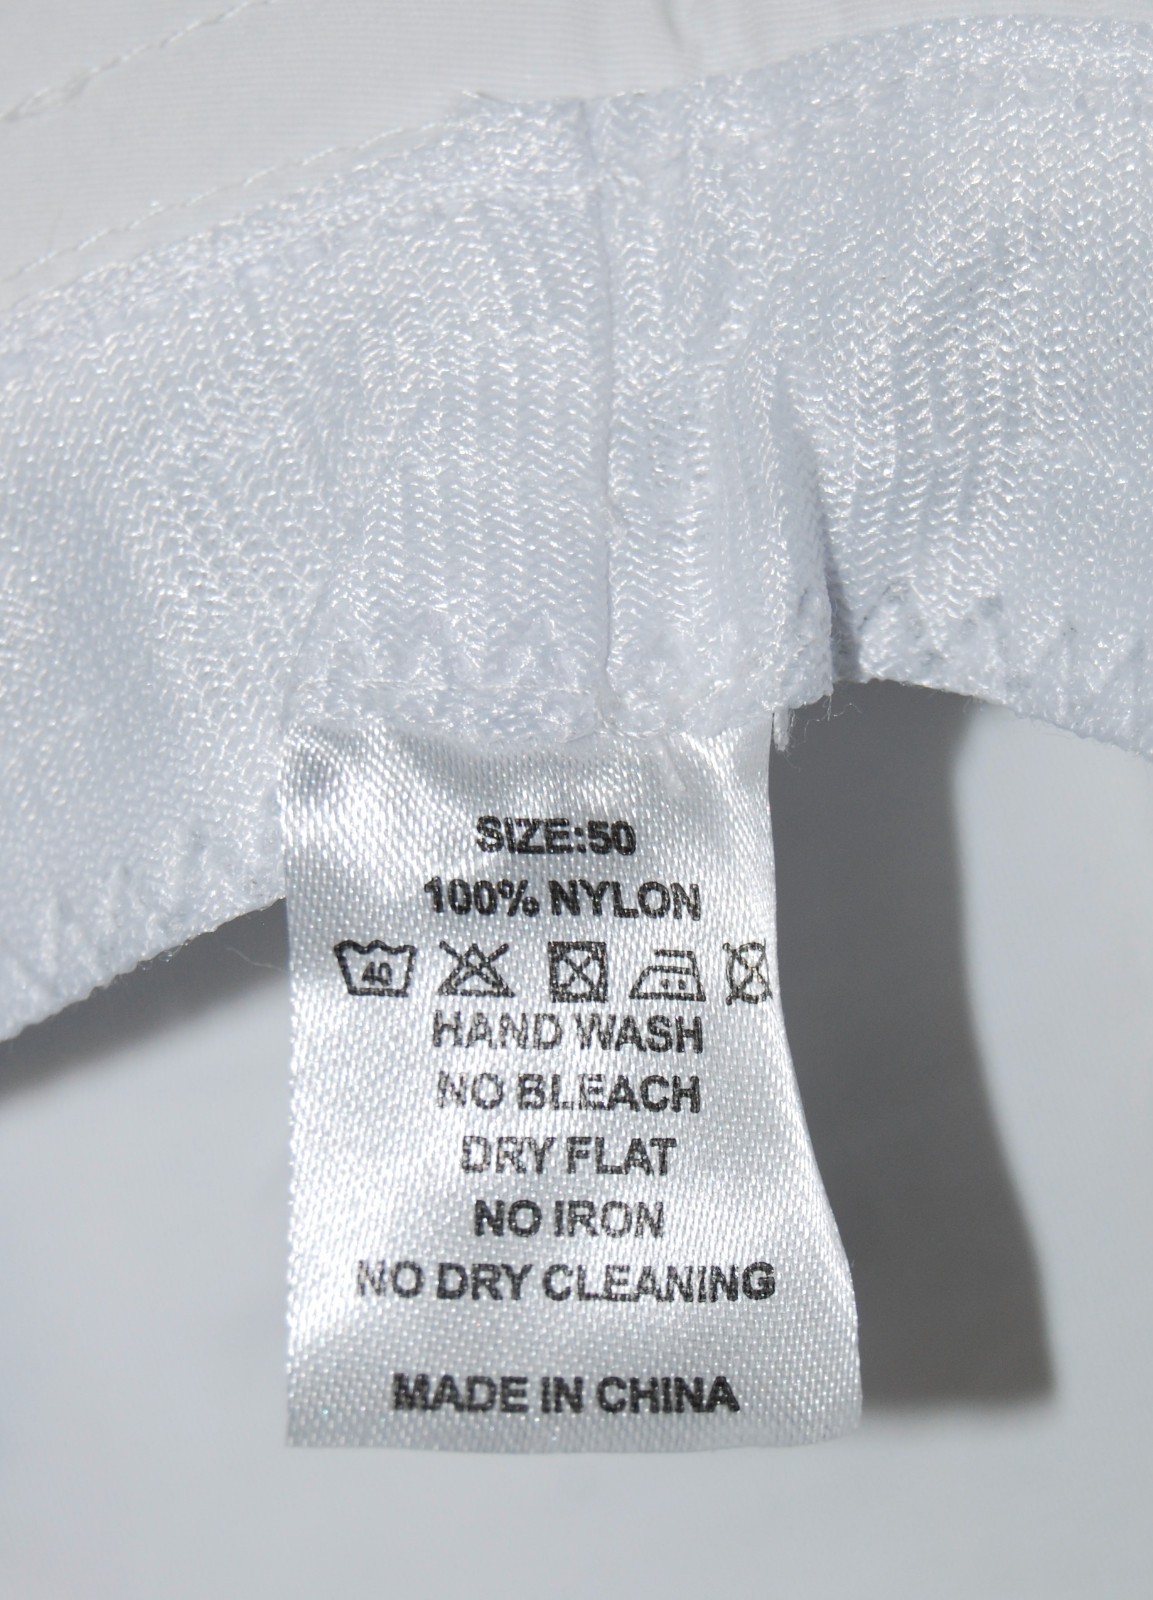 SIZE:50
100% NYLON
40
HAND WASH
NO BLEACH
DRY FLAT
NO IRON
NO DRY CLEANING
MADE IN CHINA